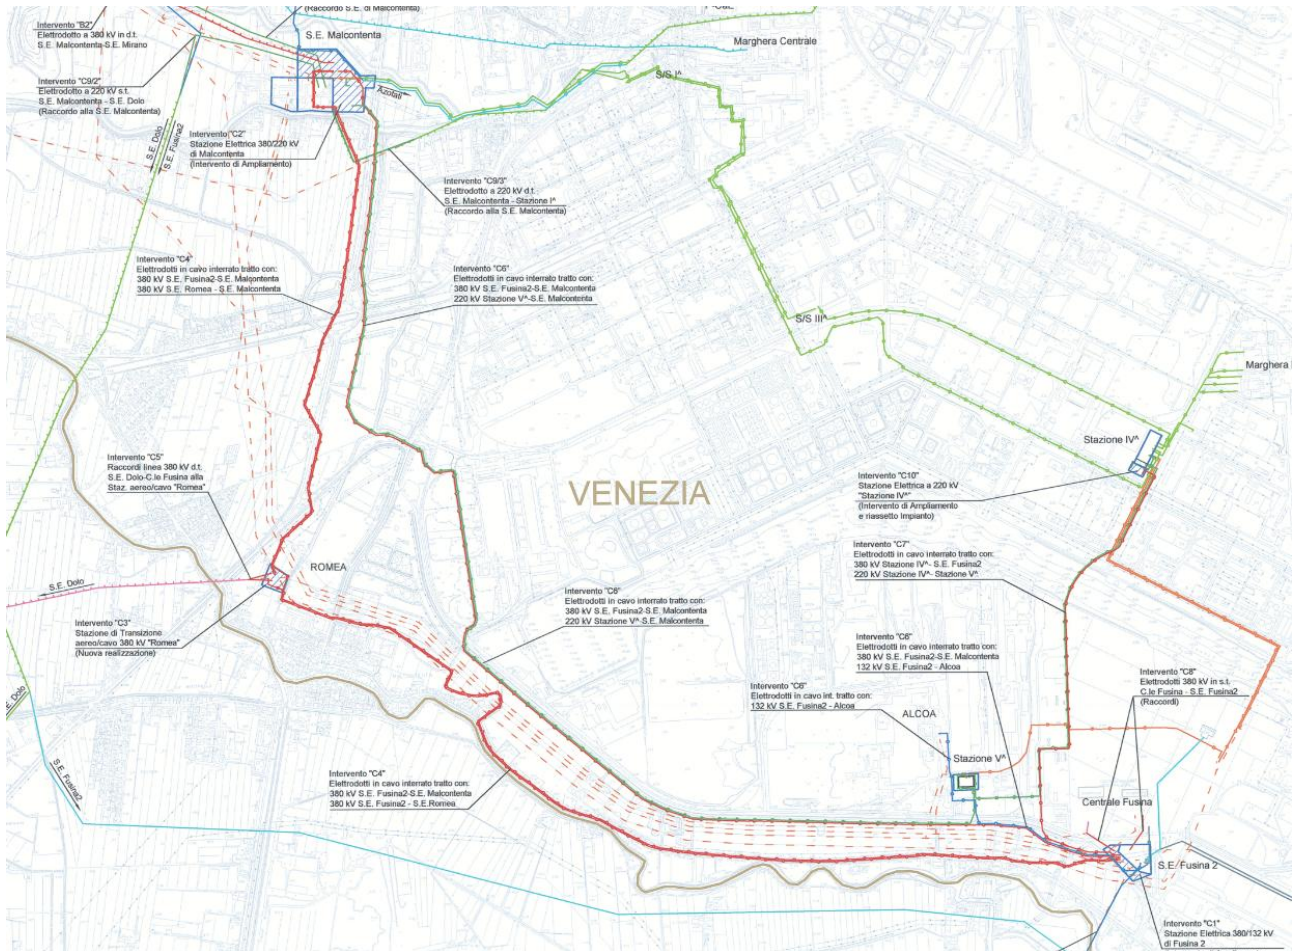 (Raccordo S.E. di Malcontenta)
Intervento "B2"
Elettrodotto a 380 kV in d.t.
S.E. Malcontenta-S.E. Mirano
S.E. Malcontenta
Marghera Centrale
Intervento "C9/2"
Elettrodotto a 220 kV s.t.
S.E. Malcontenta - S.E. Dolo
(Raccordo alla S.E. Malcontenta)
S/S I^
Azotati
S.E. Dolo
S.E. Fusina2
Intervento "C2"
Stazione Elettrica 380/220 kV
di Malcontenta
(Intervento di Ampliamento)
Intervento "C9/3"
Elettrodotto a 220 kV d.t.
S.E. Malcontenta - Stazione I^
(Raccordo alla S.E. Malcontenta)
Intervento "C4"
Elettrodotti in cavo interrato tratto con:
380 kV S.E. Fusina2-S.E. Malcontenta
380 kV S.E. Romea - S.E. Malcontenta
Intervento "C6"
Elettrodotti in cavo interrato tratto con:
380 kV S.E. Fusina2-S.E. Malcontenta
220 kV Stazione V^-S.E. Malcontenta
S/S III^
Marghera
Stazione IV^
Intervento "C5"
Raccordi linea 380 kV d.t.
S.E. Dolo-C.le Fusina alla
Staz. aereo/cavo "Romea"
VENEZIA
Intervento "C10"
Stazione Elettrica a 220 kV
"Stazione IV^"
(Intervento di Ampliamento
e riassetto Impianto)
Intervento "C7"
Elettrodotti in cavo interrato tratto con:
380 kV Stazione IV^- S.E. Fusina2
220 kV Stazione IV^- Stazione V^
ROMEA
S.E. Dolo
Intervento "C6"
Elettrodotti in cavo interrato tratto con:
380 kV S.E. Fusina2-S.E. Malcontenta
220 kV Stazione V^-S.E. Malcontenta
Intervento "C3"
Stazione di Transizione
aereo/cavo 380 kV "Romea"
(Nuova realizzazione)
Intervento "C6"
Elettrodotti in cavo interrato tratto con:
380 kV S.E. Fusina2-S.E. Malcontenta
132 kV S.E. Fusina2 - Alcoa
Intervento "C8"
Elettrodotti 380 kV in s.t.
C.le Fusina - S.E. Fusina2
(Raccordi)
Intervento "C6"
Elettrodotti in cavo int. tratto con:
132 kV S.E. Fusina2 - Alcoa
S.E. Dolo
ALCOA
Stazione V^
S.E. Fusina2
Intervento "C4"
Elettrodotti in cavo interrato tratto con:
380 kV S.E. Fusina2-S.E. Malcontenta
380 kV S.E. Fusina2 - S.E.Romea
Centrale Fusina
S.E. Fusina 2
Intervento "C1"
Stazione Elettrica 380/132 kV
di Fusina 2